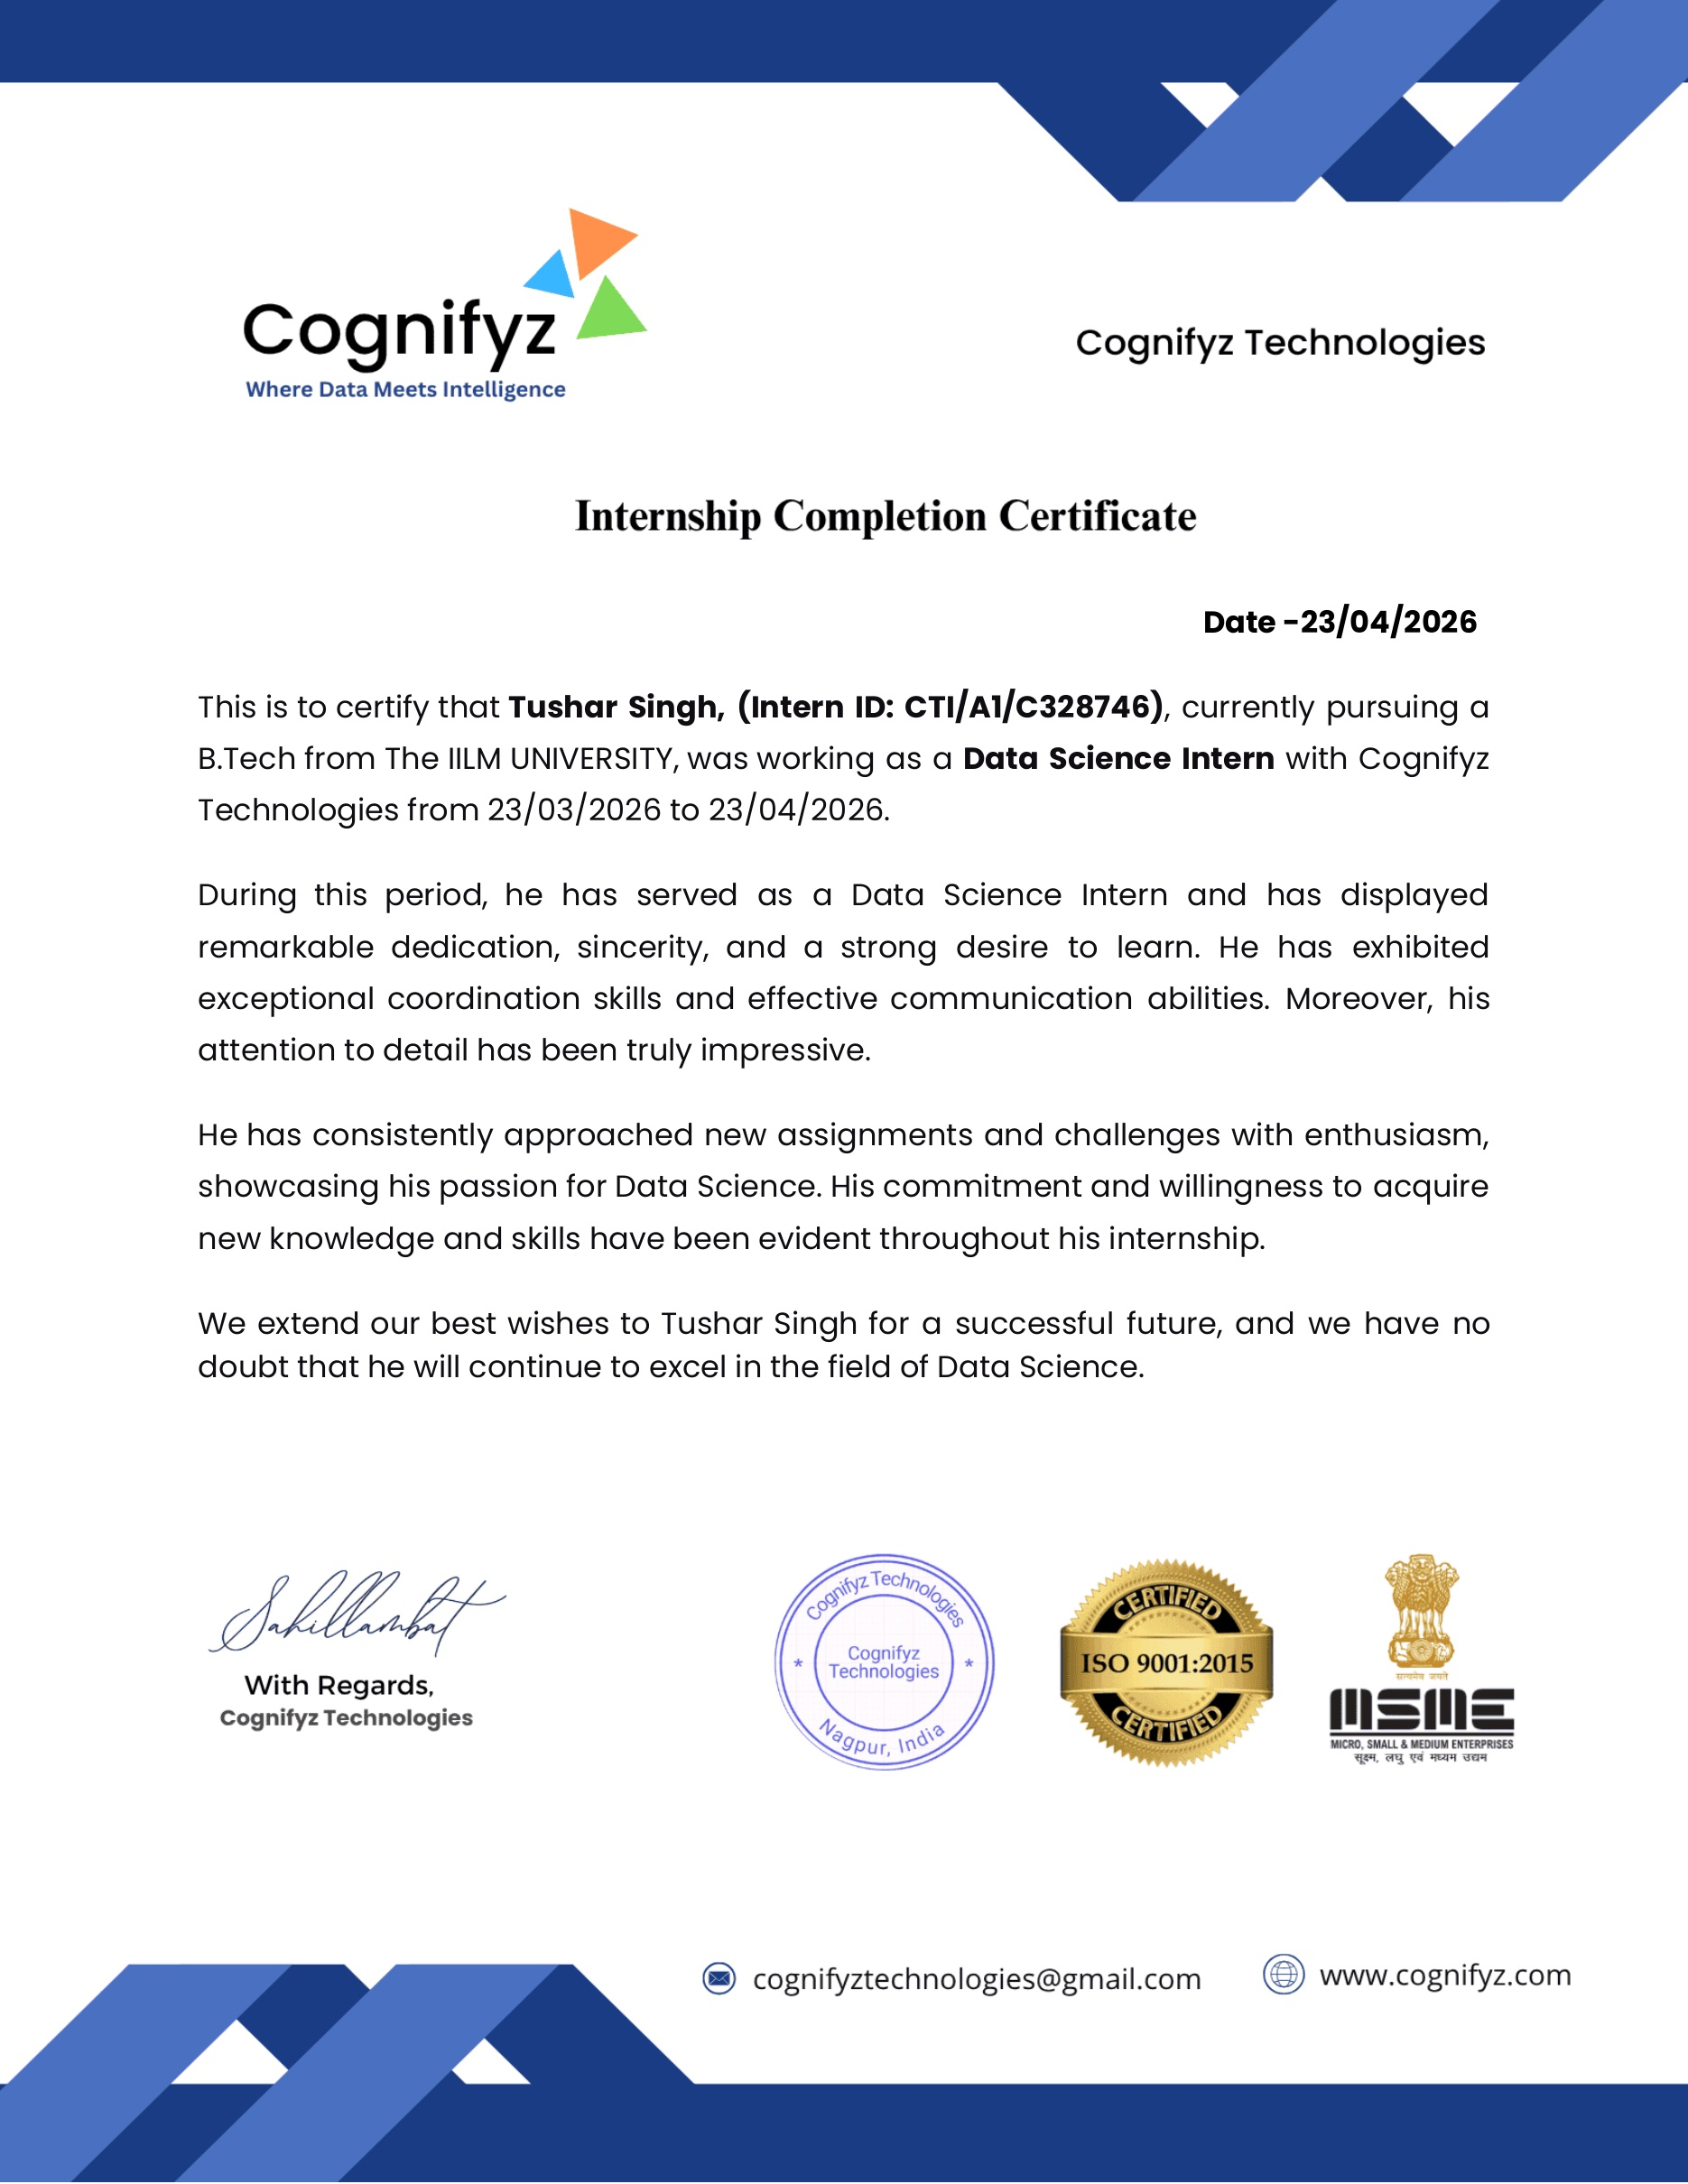 Cognifyz
Where Data Meets Intelligence
Cognifyz Technologies
Internship Completion Certificate
Date -23/04/2026
This is to certify that Tushar Singh, (Intern ID: CTI/A1/C328746), currently pursuing a
B.Tech from The IILM UNIVERSITY, was working as a Data Science Intern with Cognifyz
Technologies from 23/03/2026 to 23/04/2026.
During this period, he has served as a Data Science Intern and has displayed
remarkable dedication, sincerity, and a strong desire to learn. He has exhibited
exceptional coordination skills and effective communication abilities. Moreover, his
attention to detail has been truly impressive.
He has consistently approached new assignments and challenges with enthusiasm,
showcasing his passion for Data Science. His commitment and willingness to acquire
new knowledge and skills have been evident throughout his internship.
We extend our best wishes to Tushar Singh for a successful future, and we have no
doubt that he will continue to excel in the field of Data Science.
Sahillambat
With Regards,
Cognifyz Technologies
Cognifyz Technologies
* Cognifyz *
Technologies
Nagpur, India
CERTIFIED
ISO 9001:2015
CERTIFIED
सत्यमेव जयते
MSME
MICRO, SMALL & MEDIUM ENTERPRISES
सूक्ष्म, लघु एवं मध्यम उद्यम
cognifyztechnologies@gmail.com
www.cognifyz.com